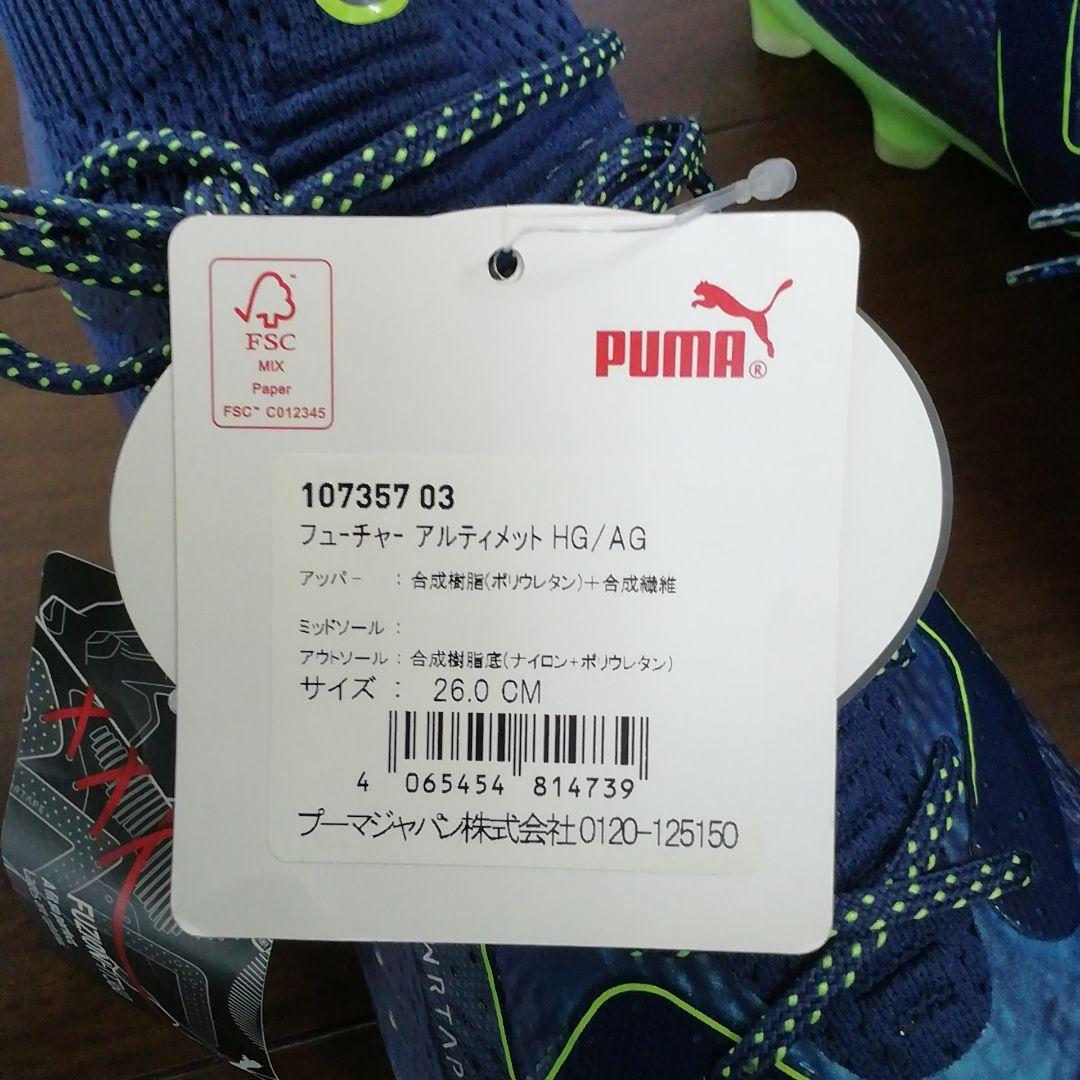 FSC
MIX
Paper
FSC™ C012345
PUMA®
107357 03
フューチャー アルティメット HG/AG
アッパー : 合成樹脂(ポリウレタン)+合成繊維
ミッドソール :
アウトソール : 合成樹脂底(ナイロン+ポリウレタン)
サイズ : 26.0 CM
4 065454 814739
プーマジャパン株式会社 0120-125150